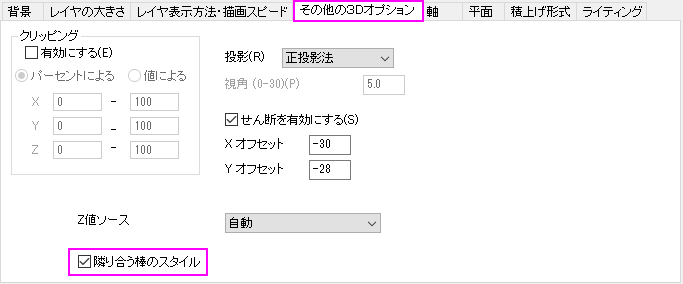 背景 レイヤの大きさ レイヤ表示方法・描画スピード その他の3Dオプション 軸 平面 積上げ形式 ライティング
クリッピング
有効にする(E)
パーセントによる 値による
X 0 - 100
Y 0 - 100
Z 0 - 100
投影(R) 正投影法
視角 (0-30)(P) 5.0
せん断を有効にする(S)
X オフセット -30
Y オフセット -28
Z値ソース 自動
隣り合う棒のスタイル